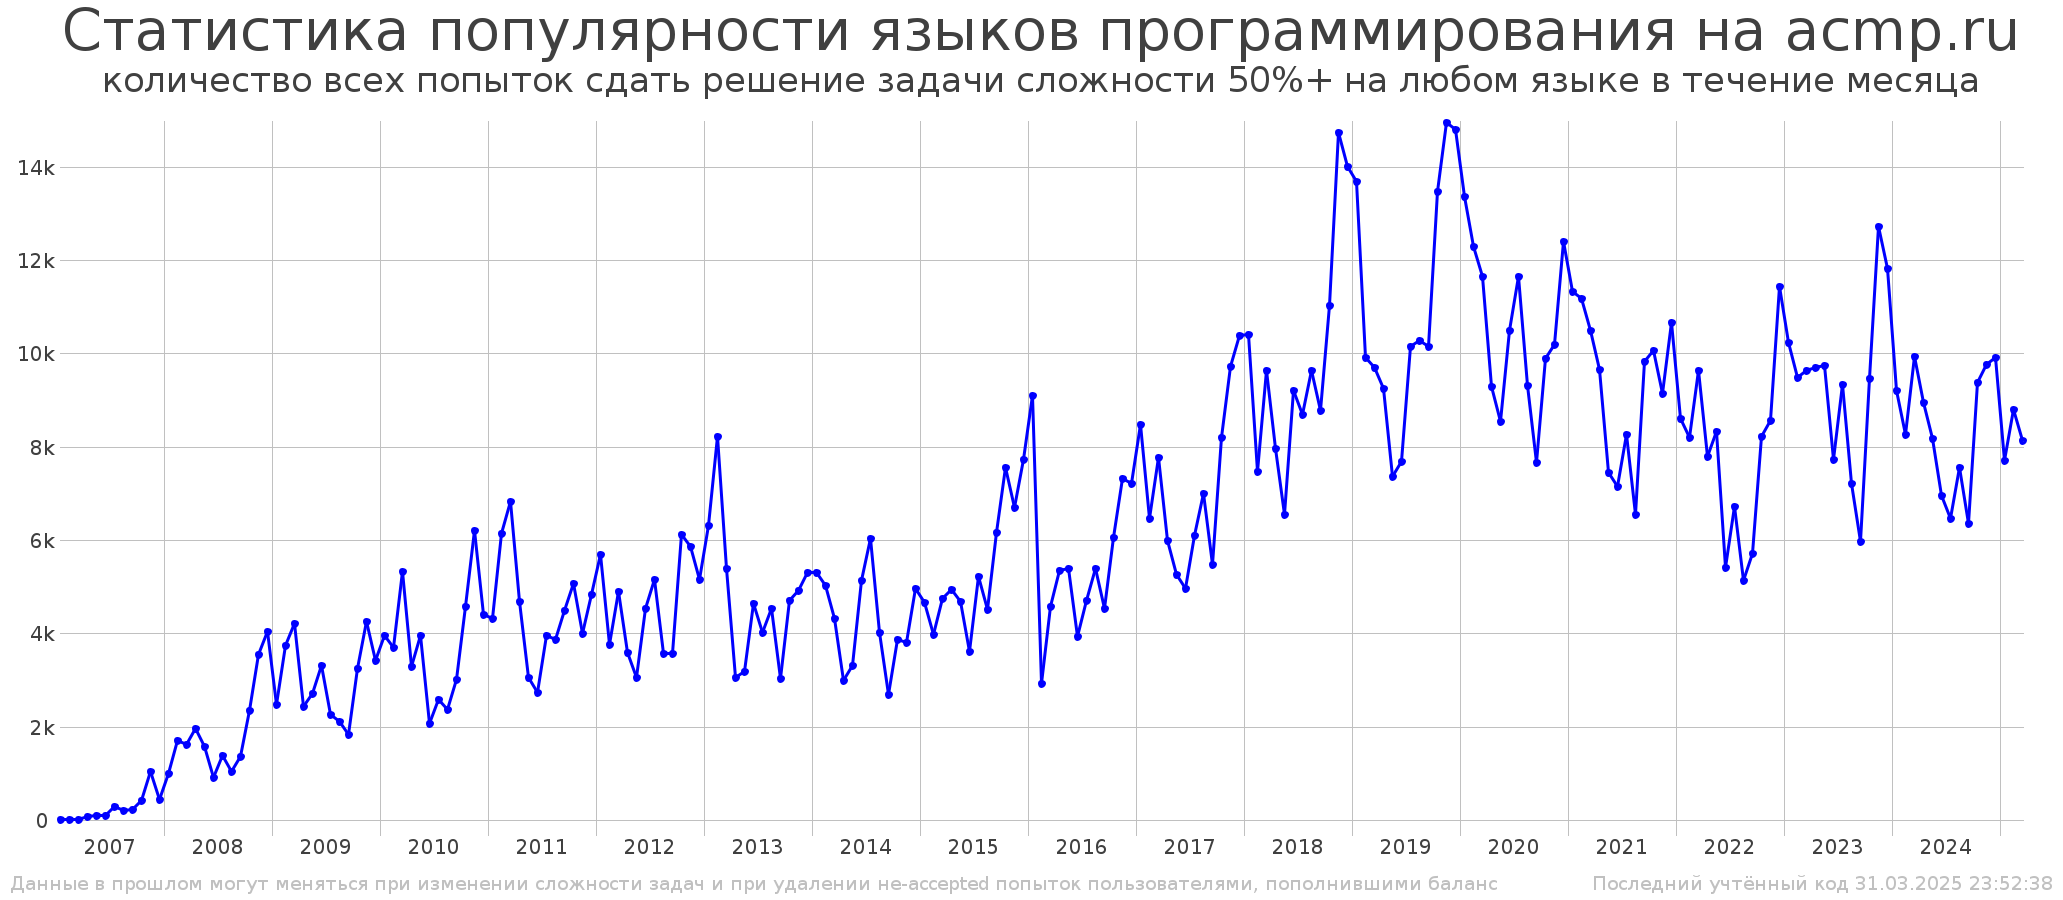 Статистика популярности языков программирования на acmp.ru
количество всех попыток сдать решение задачи сложности 50%+ на любом языке в течение месяца
14k
12k
10k
8k
6k
4k
2k
0
2007 2008 2009 2010 2011 2012 2013 2014 2015 2016 2017 2018 2019 2020 2021 2022 2023 2024
Данные в прошлом могут меняться при изменении сложности задач и при удалении не-accepted попыток пользователями, пополнившими баланс Последний учтённый код 31.03.2025 23:52:38